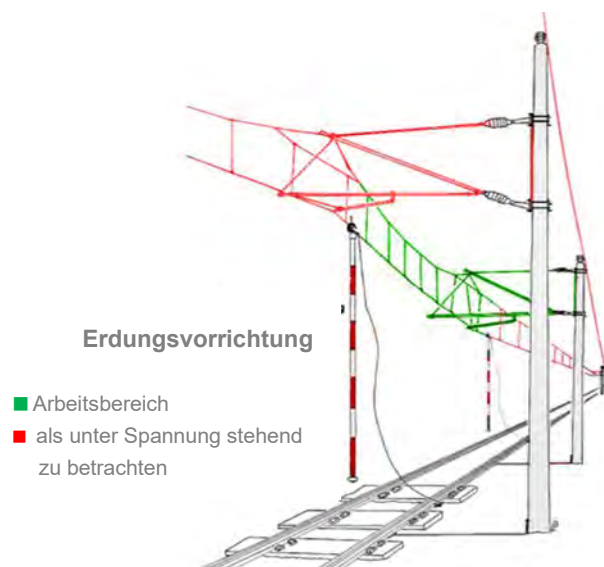 Erdungsvorrichtung
Arbeitsbereich
als unter Spannung stehend
zu betrachten